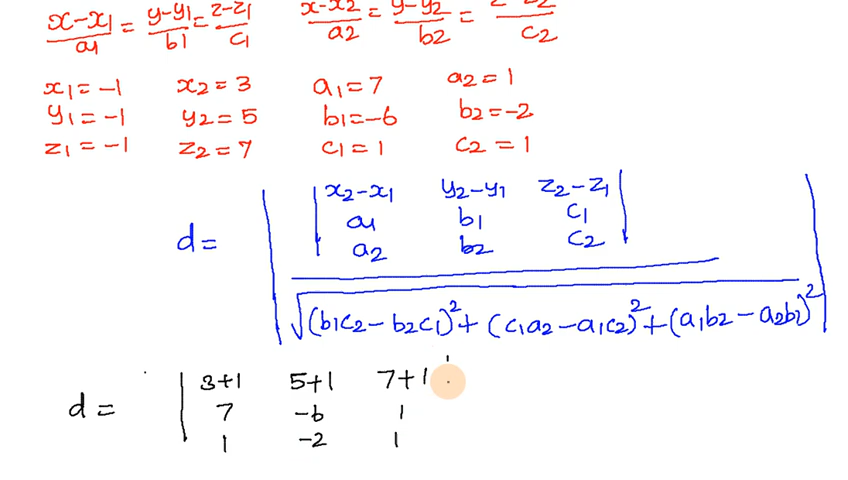 x-x1/a1 = y-y1/b1 = z-z1/c1 x-x2/a2 = y-y2/b2 = z-z2/c2
x1=-1 x2=3 a1=7 a2=1
y1=-1 y2=5 b1=-6 b2=-2
z1=-1 z2=7 c1=1 c2=1
x2-x1 y2-y1 z2-z1
a1 b1 c1
d=
a2 b2 c2
√(b1c2-b2c1)²+(c1a2-a1c2)²+(a1b2-a2b2)²
3+1 5+1 7+1
d= 7 -6 1
1 -2 1